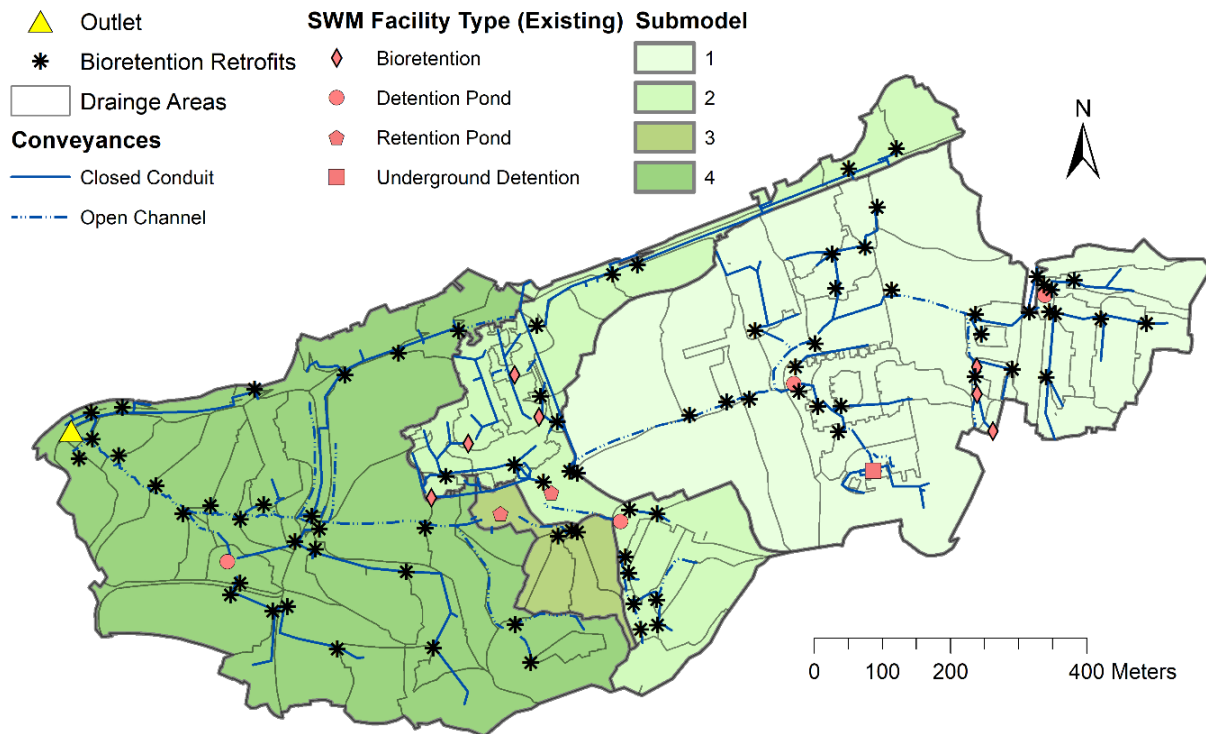 Outlet
Bioretention Retrofits
Drainge Areas
Conveyances
Closed Conduit
Open Channel
SWM Facility Type (Existing)
Bioretention
Detention Pond
Retention Pond
Underground Detention
Submodel
1
2
3
4
N
0 100 200 400 Meters